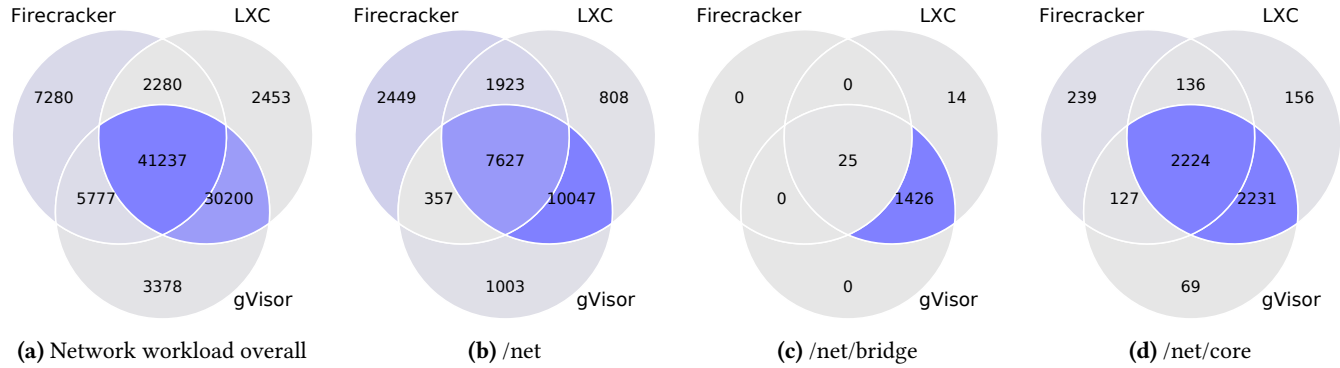 Firecracker LXC
7280 2280 2453
41237
5777 30200
3378
gVisor
(a) Network workload overall
Firecracker LXC
2449 1923 808
7627
357 10047
1003
gVisor
(b) /net
Firecracker LXC
0 0 14
25
0 1426
0
gVisor
(c) /net/bridge
Firecracker LXC
239 136 156
2224
127 2231
69
gVisor
(d) /net/core